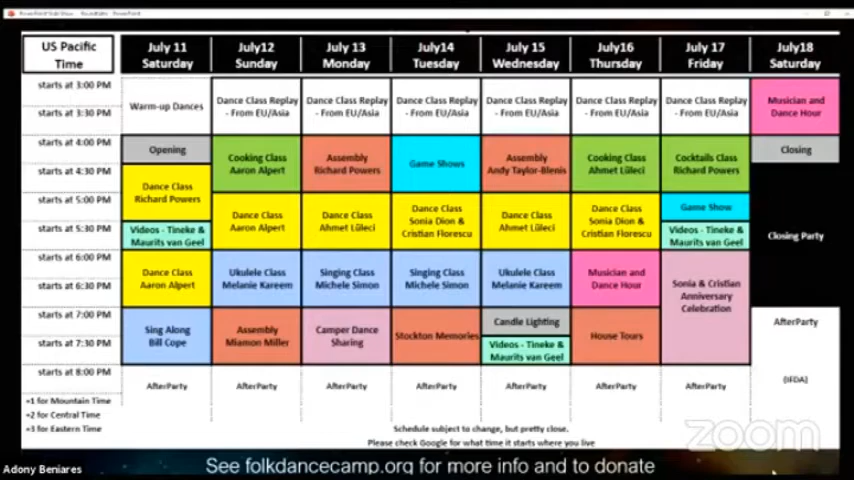 US Pacific Time
July 11 Saturday
July12 Sunday
July 13 Monday
July14 Tuesday
July 15 Wednesday
July16 Thursday
July 17 Friday
July18 Saturday
starts at 3:00 PM
starts at 3:30 PM
Warm-up Dances
Dance Class Replay
- From EU/Asia
Dance Class Replay
- From EU/Asia
Dance Class Replay
- From EU/Asia
Dance Class Replay
- From EU/Asia
Dance Class Replay
- From EU/Asia
Dance Class Replay
- From EU/Asia
Musician and
Dance Hour
starts at 4:00 PM
starts at 4:30 PM
Opening
Cooking Class
Aaron Alpert
Assembly
Richard Powers
Game Shows
Assembly
Andy Taylor-Blenis
Cooking Class
Ahmet Lüleci
Cocktails Class
Richard Powers
Closing
starts at 5:00 PM
starts at 5:30 PM
Dance Class
Richard Powers
Videos - Tineke &
Maurits van Geel
Dance Class
Aaron Alpert
Dance Class
Ahmet Lüleci
Dance Class
Sonia Dion &
Cristian Florescu
Dance Class
Ahmet Lüleci
Dance Class
Sonia Dion &
Cristian Florescu
Game Show
Videos - Tineke &
Maurits van Geel
Closing Party
starts at 6:00 PM
starts at 6:30 PM
Dance Class
Aaron Alpert
Ukulele Class
Melanie Kareem
Singing Class
Michele Simon
Singing Class
Michele Simon
Ukulele Class
Melanie Kareem
Musician and
Dance Hour
Sonia & Cristian
Anniversary
Celebration
starts at 7:00 PM
starts at 7:30 PM
Sing Along
Bill Cope
Assembly
Miamon Miller
Camper Dance
Sharing
Stockton Memories
Candle Lighting
Videos - Tineke &
Maurits van Geel
House Tours
AfterParty
(IFDA)
starts at 8:00 PM
AfterParty
AfterParty
AfterParty
AfterParty
AfterParty
AfterParty
AfterParty
+1 for Mountain Time
+2 for Central Time
+3 for Eastern Time
Schedule subject to change, but pretty close.
Please check Google for what time it starts where you live
zoom
Adony Beniares
See folkdancecamp.org for more info and to donate